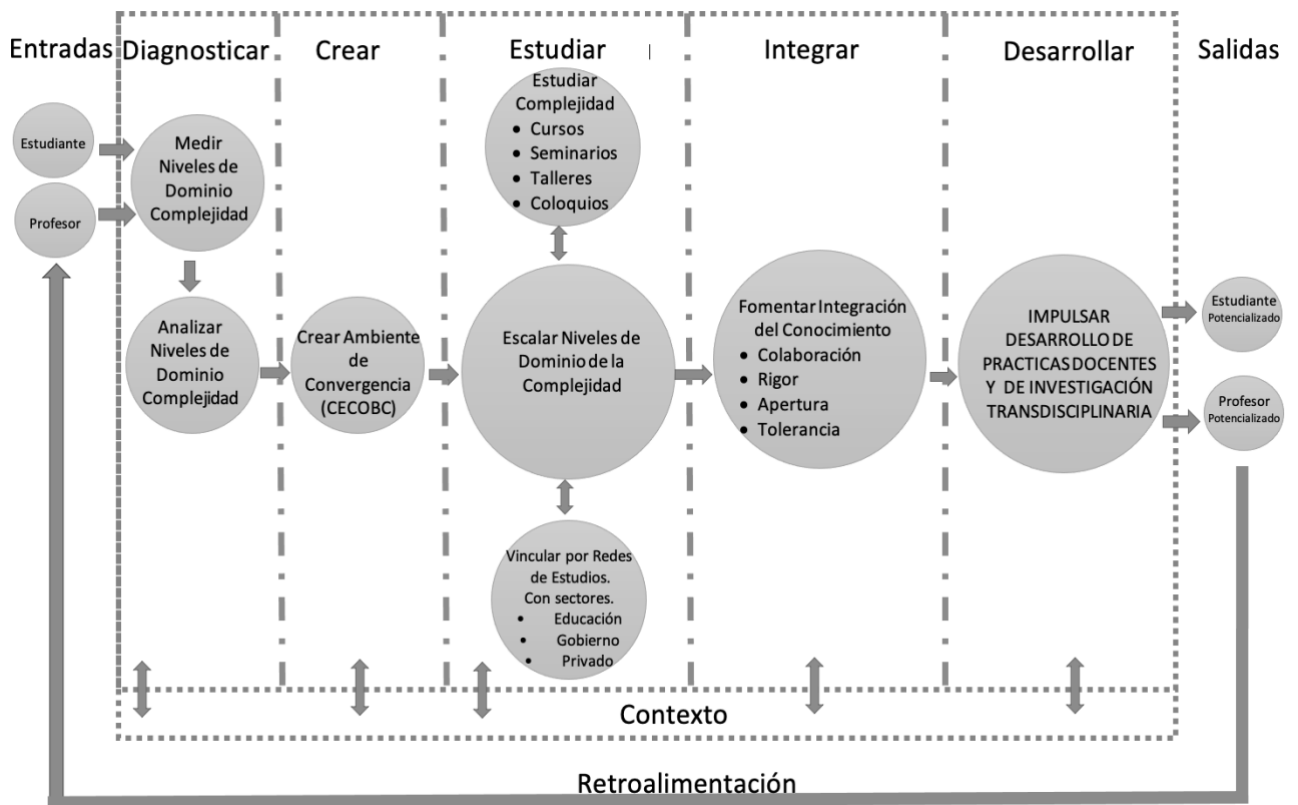 Entradas
Diagnosticar
Crear
Estudiar
Integrar
Desarrollar
Salidas
Estudiante
Profesor
Medir
Niveles de
Dominio
Complejidad
Analizar
Niveles de
Dominio
Complejidad
Crear Ambiente
de
Convergencia
(CECOBC)
Estudiar
Complejidad
• Cursos
• Seminarios
• Talleres
• Coloquios
Escalar Niveles de
Dominio de la
Complejidad
Vincular por Redes
de Estudios.
Con sectores.
• Educación
• Gobierno
• Privado
Fomentar Integración
del Conocimiento
• Colaboración
• Rigor
• Apertura
• Tolerancia
IMPULSAR
DESARROLLO DE
PRACTICAS DOCENTES
Y DE INVESTIGACIÓN
TRANSDISCIPLINARIA
Estudiante
Potencializado
Profesor
Potencializado
Contexto
Retroalimentación